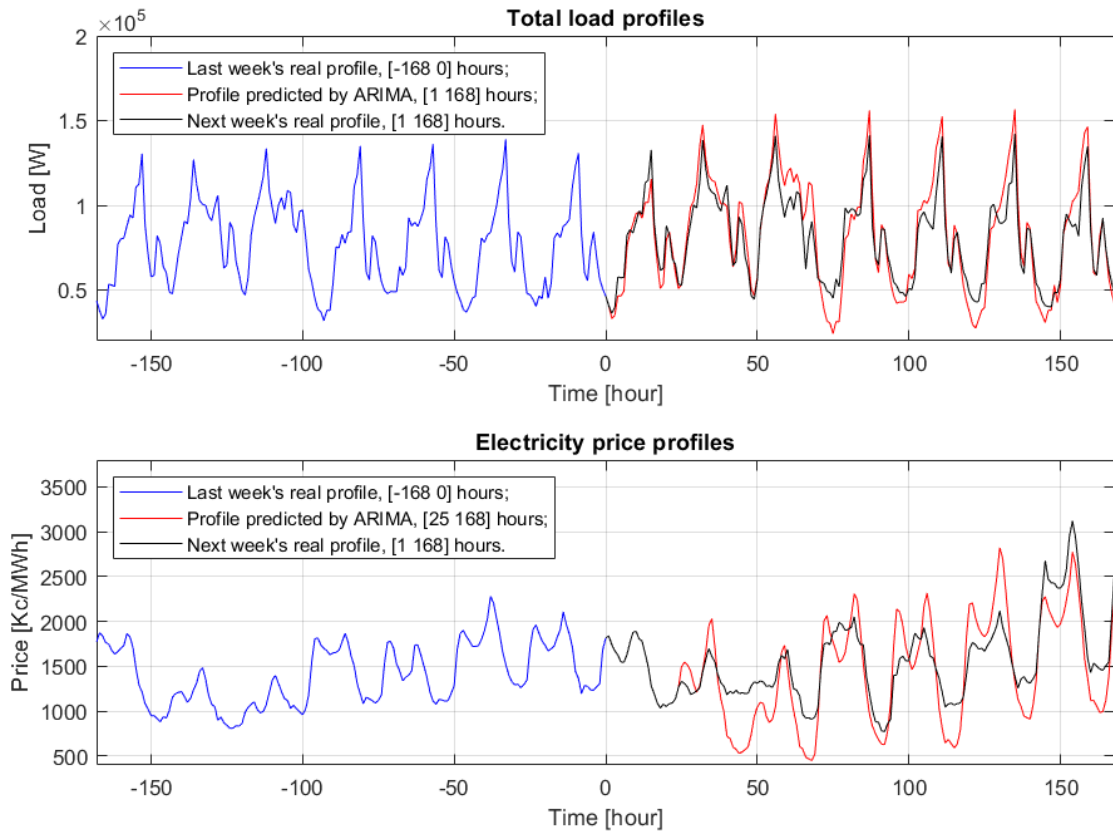 Total load profiles
×10^5
2
1.5
1
0.5
Load [W]
Last week's real profile, [-168 0] hours;
Profile predicted by ARIMA, [1 168] hours;
Next week's real profile, [1 168] hours.
-150 -100 -50 0 50 100 150
Time [hour]
Electricity price profiles
3500
3000
2500
2000
1500
1000
500
Price [Kc/MWh]
Last week's real profile, [-168 0] hours;
Profile predicted by ARIMA, [25 168] hours;
Next week's real profile, [1 168] hours.
-150 -100 -50 0 50 100 150
Time [hour]